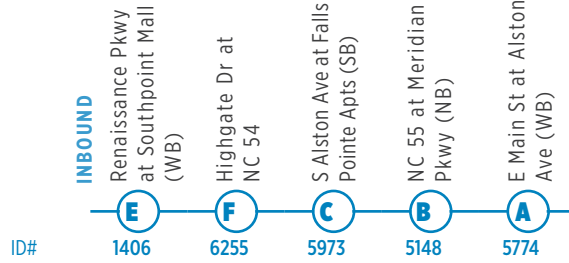 INBOUND
Renaissance Pkwy
at Southpoint Mall
(WB)
Highgate Dr at
NC 54
S Alston Ave at Falls
Pointe Apts (SB)
NC 55 at Meridian
Pkwy (NB)
E Main St at Alston
Ave (WB)
E F C B A
ID# 1406 6255 5973 5148 5774